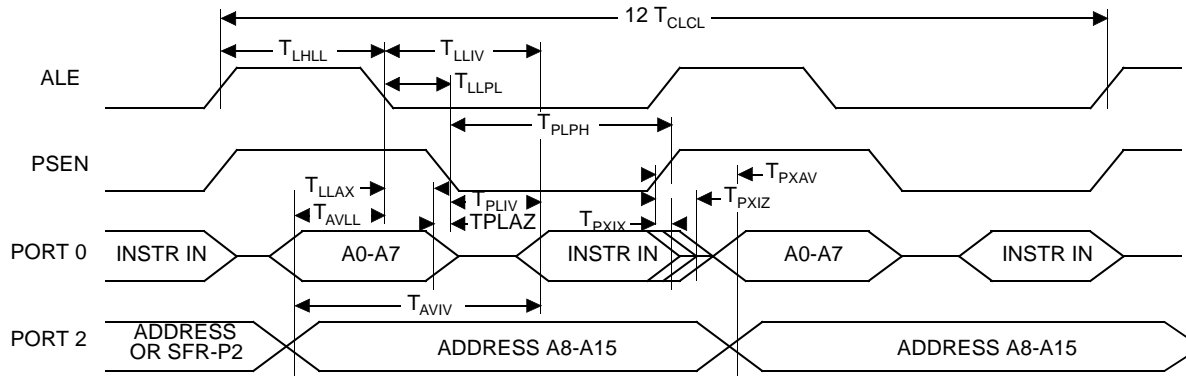 12 TCLCL
TLHLL
TLLIV
ALE
TLLPL
TPLPH
PSEN
TPXAV
TLLAX
TPLIV
TPXIZ
TAVLL
TPLAZ
TPXIX
PORT 0
INSTR IN
A0-A7
INSTR IN
A0-A7
INSTR IN
TAVIV
PORT 2
ADDRESS
OR SFR-P2
ADDRESS A8-A15
ADDRESS A8-A15